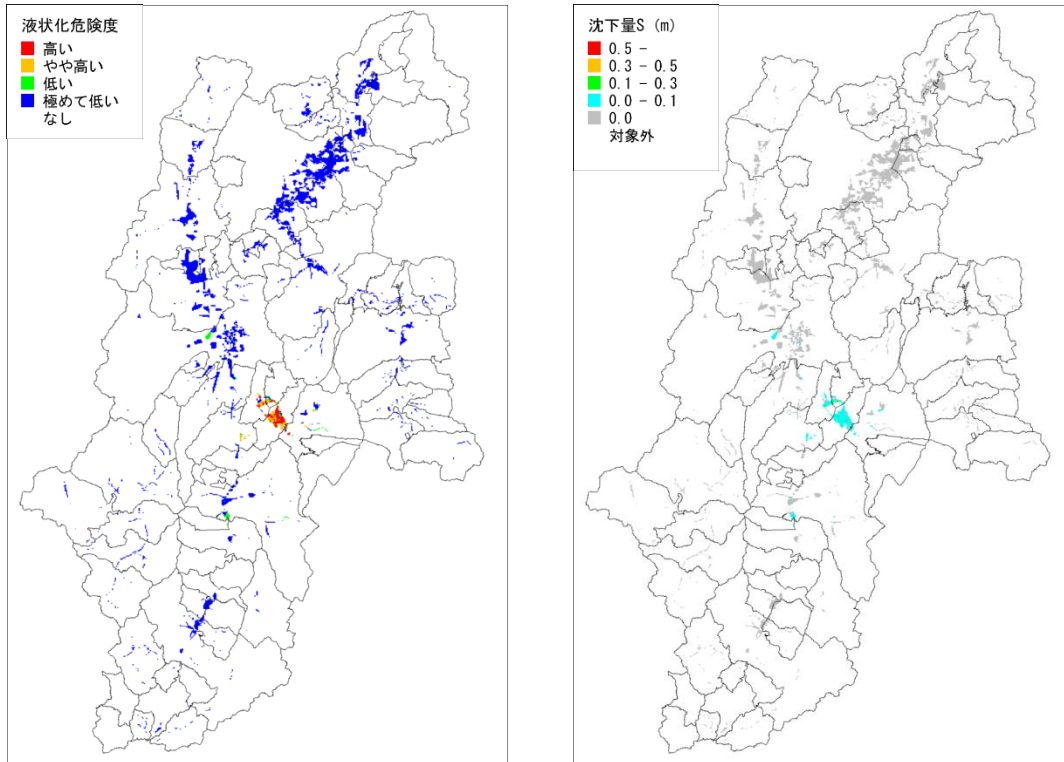 液状化危険度
高い
やや高い
低い
極めて低い
なし
沈下量S (m)
0.5 -
0.3 - 0.5
0.1 - 0.3
0.0 - 0.1
0.0
対象外